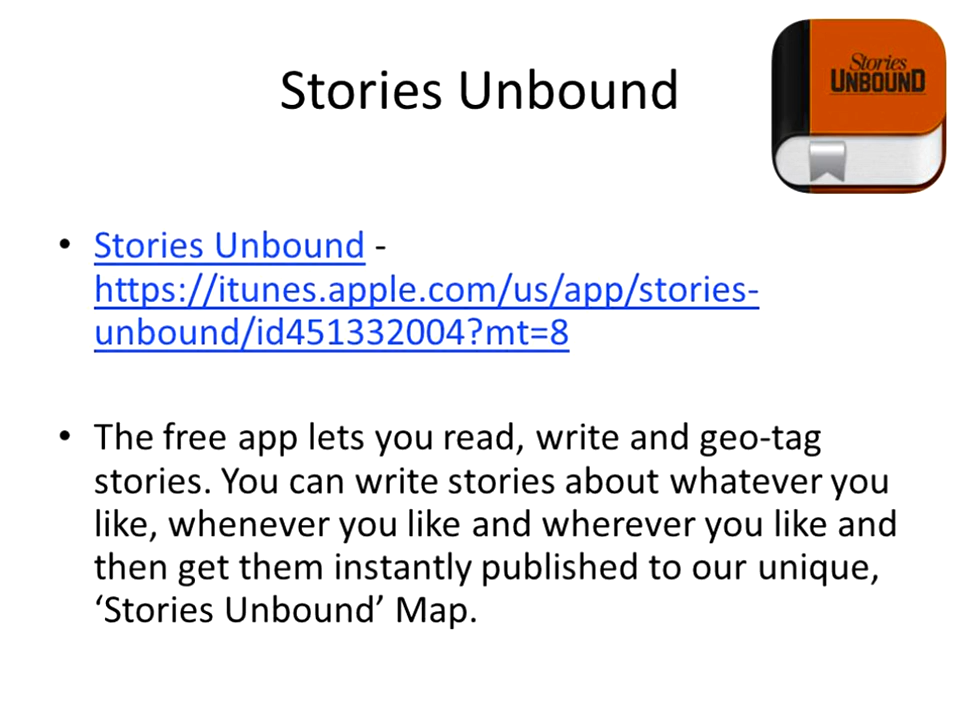 Stories Unbound
Stories
UNBOUND
• Stories Unbound -
https://itunes.apple.com/us/app/stories-
unbound/id451332004?mt=8
• The free app lets you read, write and geo-tag
stories. You can write stories about whatever you
like, whenever you like and wherever you like and
then get them instantly published to our unique,
‘Stories Unbound’ Map.